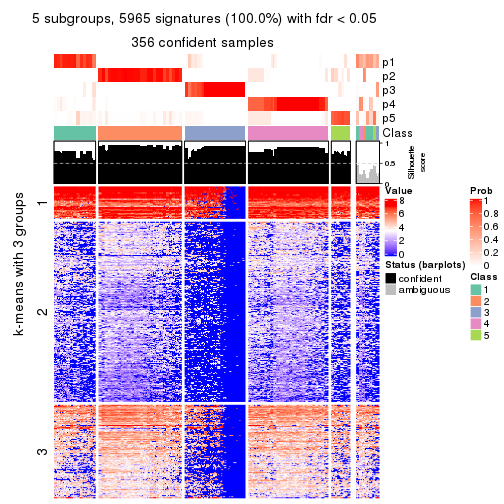 5 subgroups, 5965 signatures (100.0%) with fdr < 0.05
356 confident samples
p1
p2
p3
p4
p5
Class
1
0.5
0
Silhouette
score
k-means with 3 groups
1
2
3
Value
8
6
4
2
0
Status (barplots)
confident
ambiguous
Prob
1
0.8
0.6
0.4
0.2
0
Class
1
2
3
4
5